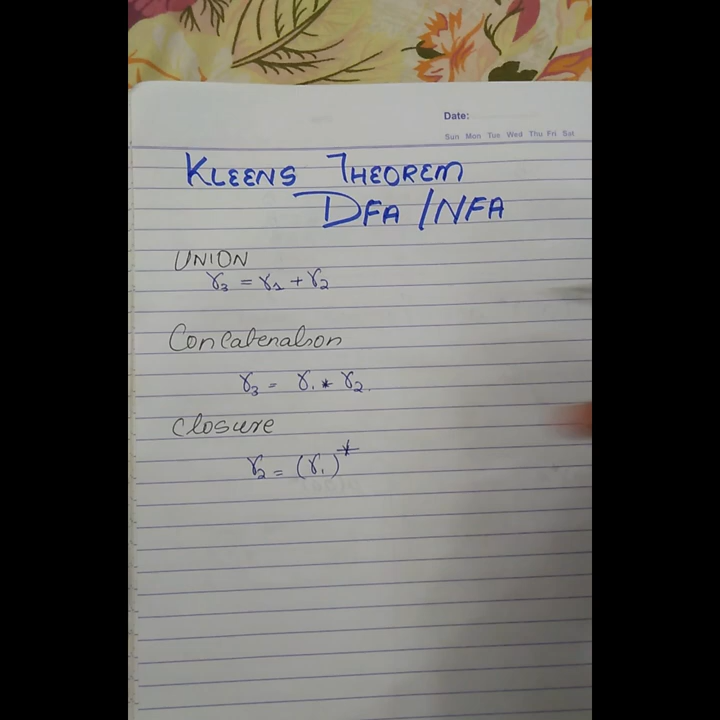 Date:
Sun Mon Tue Wed Thu Fri Sat
KLEENS THEOREM
DFA /NFA
UNION
r₃ = r₁ + r₂
Concatenation
r₃ = r₁ * r₂.
Closure
r₂ = (r₁)*